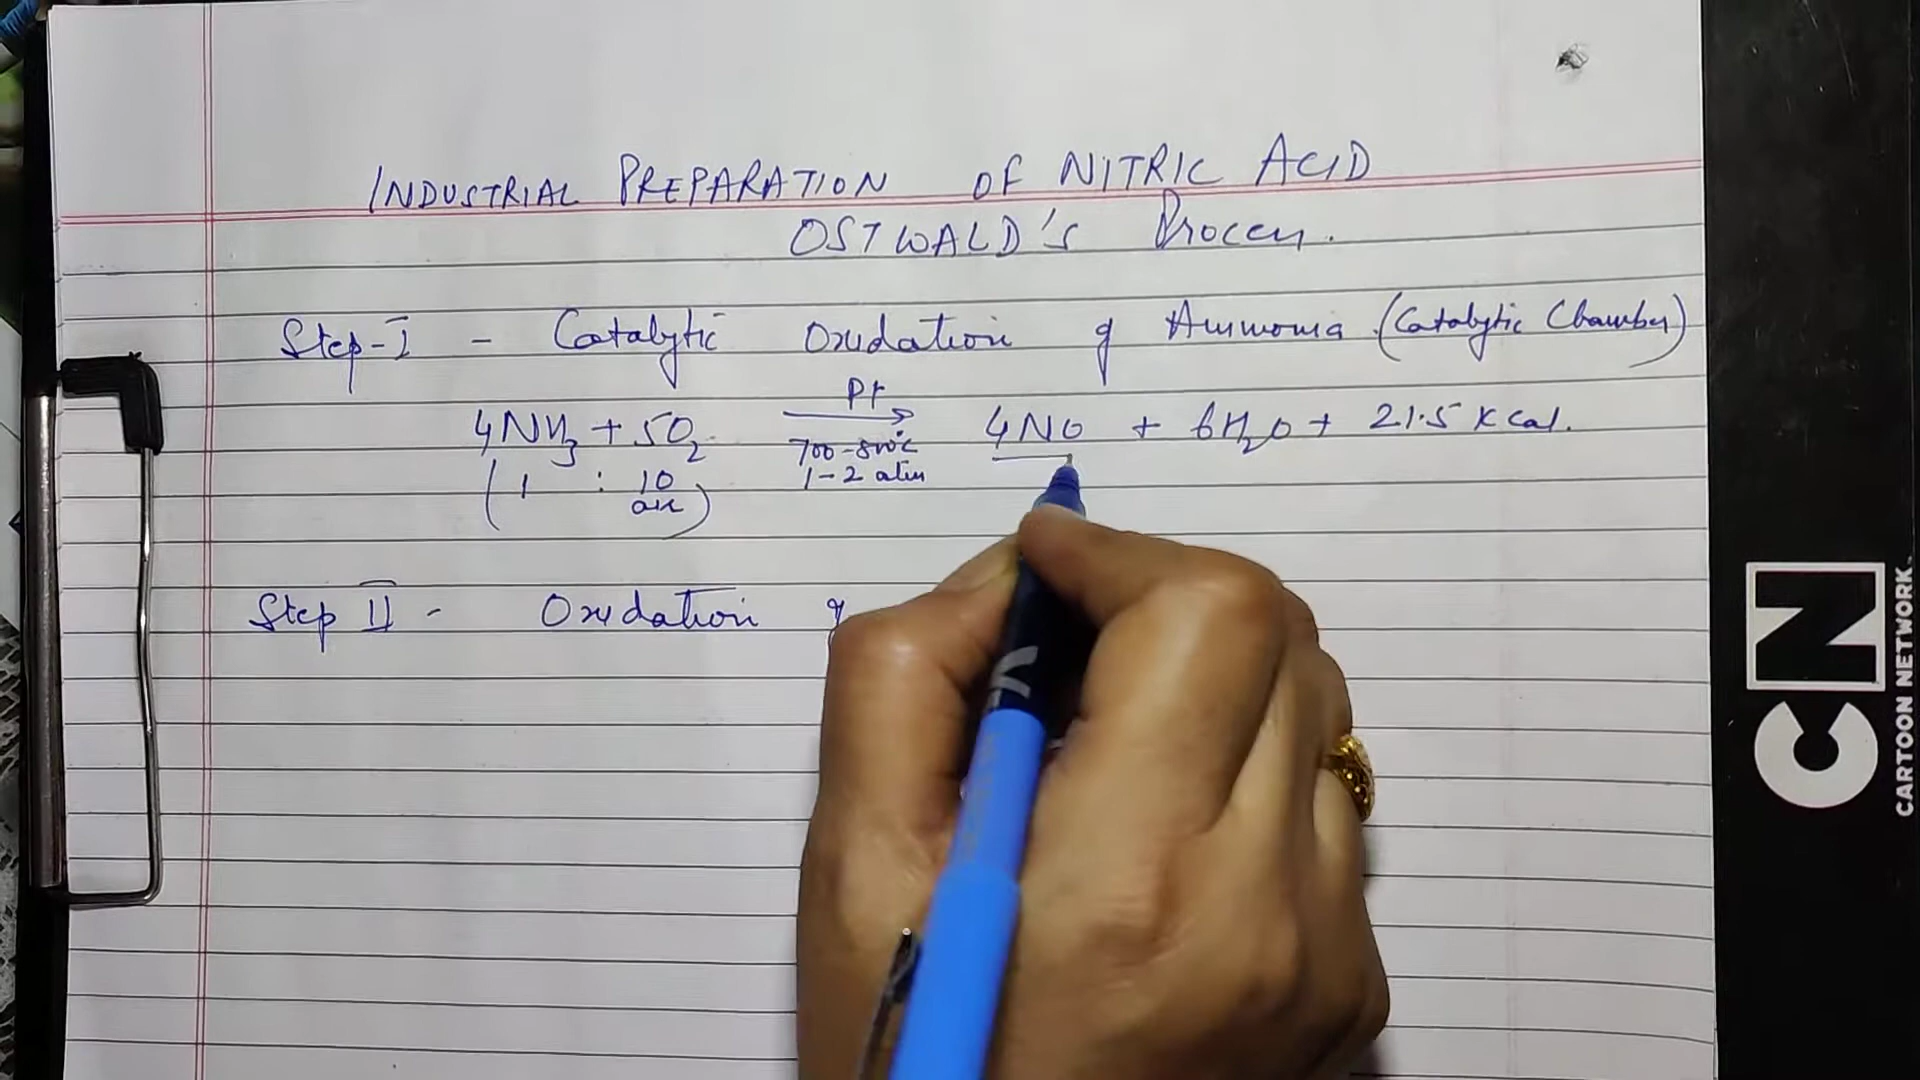 INDUSTRIAL PREPARATION OF NITRIC ACID
OSTWALD'S Process.
Step-I - Catalytic Oxidation of Ammonia (Catalytic Chamber)
Pt
4NH₃ + 5O₂ → 4NO + 6H₂O + 21.5 K Cal.
700-800°C
1-2 atm
(1 : 10 air)
Step II - Oxidation of
CN
CARTOON NETWORK